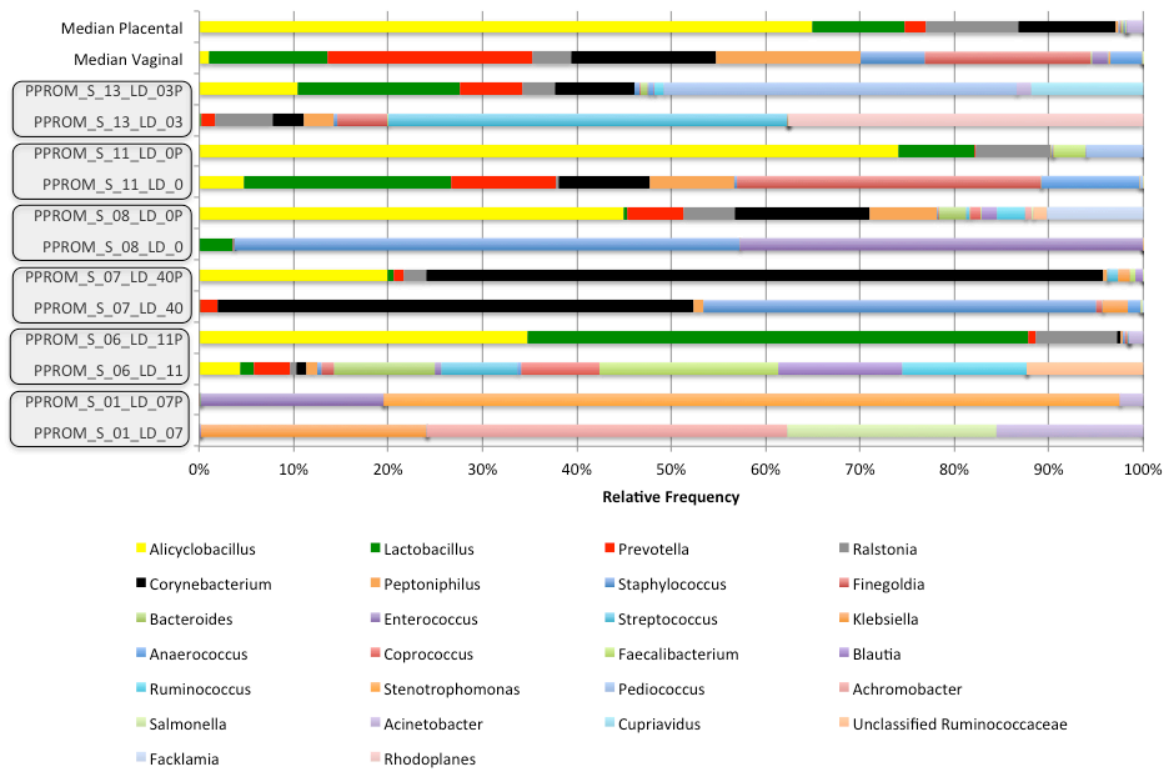 Median Placental
Median Vaginal
PPROM_S_13_LD_03P
PPROM_S_13_LD_03
PPROM_S_11_LD_0P
PPROM_S_11_LD_0
PPROM_S_08_LD_0P
PPROM_S_08_LD_0
PPROM_S_07_LD_40P
PPROM_S_07_LD_40
PPROM_S_06_LD_11P
PPROM_S_06_LD_11
PPROM_S_01_LD_07P
PPROM_S_01_LD_07
0% 10% 20% 30% 40% 50% 60% 70% 80% 90% 100%
Relative Frequency
Alicyclobacillus Lactobacillus Prevotella Ralstonia
Corynebacterium Peptoniphilus Staphylococcus Finegoldia
Bacteroides Enterococcus Streptococcus Klebsiella
Anaerococcus Coprococcus Faecalibacterium Blautia
Ruminococcus Stenotrophomonas Pediococcus Achromobacter
Salmonella Acinetobacter Cupriavidus Unclassified Ruminococcaceae
Facklamia Rhodoplanes